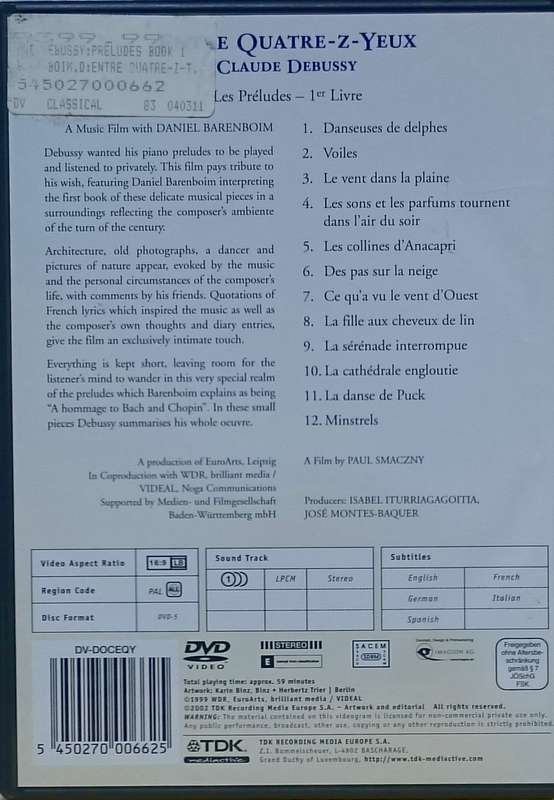 EBUSSY:PRELUDES BOOK 1
BOIM,D:ENTRE QUATRE-Z-Y.
545027000662
DV CLASSICAL 83 040311
E QUATRE-Z-YEUX
CLAUDE DEBUSSY
Les Préludes – 1er Livre
A Music Film with DANIEL BARENBOIM
Debussy wanted his piano preludes to be played
and listened to privately. This film pays tribute to
his wish, featuring Daniel Barenboim interpreting
the first book of these delicate musical pieces in a
surroundings reflecting the composer's ambiente
of the turn of the century.
Architecture, old photographs, a dancer and
pictures of nature appear, evoked by the music
and the personal circumstances of the composer's
life, with comments by his friends. Quotations of
French lyrics which inspired the music as well as
the composer's own thoughts and diary entries,
give the film an exclusively intimate touch.
Everything is kept short, leaving room for the
listener's mind to wander in this very special realm
of the preludes which Barenboim explains as being
"A hommage to Bach and Chopin". In these small
pieces Debussy summarises his whole oeuvre.
1. Danseuses de delphes
2. Voiles
3. Le vent dans la plaine
4. Les sons et les parfums tournent
dans l'air du soir
5. Les collines d'Anacapri
6. Des pas sur la neige
7. Ce qu'a vu le vent d'Ouest
8. La fille aux cheveux de lin
9. La sérénade interrompue
10. La cathédrale engloutie
11. La danse de Puck
12. Minstrels
A production of EuroArts, Leipzig
In Coproduction with WDR, brilliant media /
VIDEAL, Noga Communications
Supported by Medien- und Filmgesellschaft
Baden-Württemberg mbH
A Film by PAUL SMACZNY
Producers: ISABEL ITURRIAGAGOITIA,
JOSÉ MONTES-BAQUER
Video Aspect Ratio 16:9 LB
Region Code PAL ALL
Disc Format DVD-5
Sound Track
LPCM Stereo
Subtitles
English French
German Italian
Spanish
DV-DOCEQY
5 450270 006625
DVD VIDEO
STEREO
E
SACEM
SDRM
IMAGION AG
Freigegeben
ohne Altersbe-
schränkung
gemäß § 7
JÖSchG
FSK
Total playing time: approx. 59 minutes
Artwork: Karin Binz, Binz + Herbertz Trier | Berlin
©1999 WDR, EuroArts, brilliant media / VIDEAL
©2002 TDK Recording Media Europe S.A. – Artwork and editorial All rights reserved.
WARNING: The material contained on this videogram is licensed for non-commercial private use only.
Any public performance, broadcast, other use, copying or any other reproduction is strictly prohibited.
TDK
mediactive
TDK RECORDING MEDIA EUROPE S.A.
Z.I. Bommelscheuer, L-4902 BASCHARAGE,
Grand Duchy of Luxembourg, http://www.tdk-mediactive.com